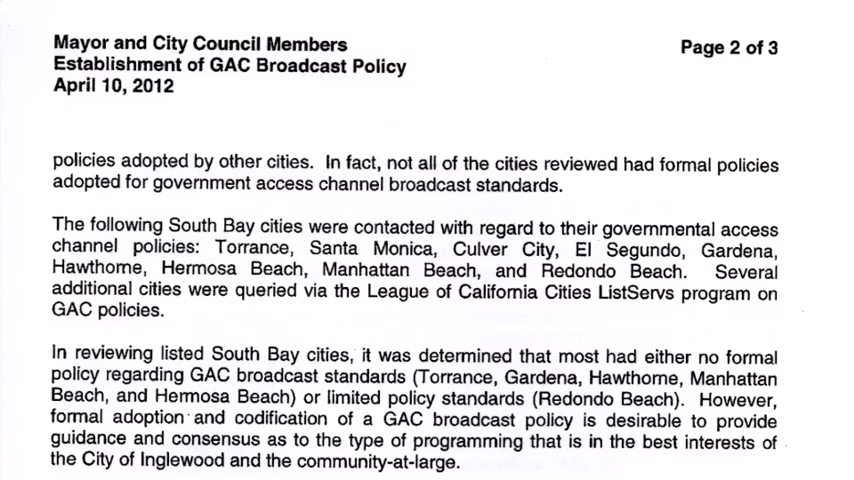 Mayor and City Council Members Page 2 of 3
Establishment of GAC Broadcast Policy
April 10, 2012
policies adopted by other cities. In fact, not all of the cities reviewed had formal policies
adopted for government access channel broadcast standards.
The following South Bay cities were contacted with regard to their governmental access
channel policies: Torrance, Santa Monica, Culver City, El Segundo, Gardena,
Hawthorne, Hermosa Beach, Manhattan Beach, and Redondo Beach. Several
additional cities were queried via the League of California Cities ListServs program on
GAC policies.
In reviewing listed South Bay cities, it was determined that most had either no formal
policy regarding GAC broadcast standards (Torrance, Gardena, Hawthorne, Manhattan
Beach, and Hermosa Beach) or limited policy standards (Redondo Beach). However,
formal adoption and codification of a GAC broadcast policy is desirable to provide
guidance and consensus as to the type of programming that is in the best interests of
the City of Inglewood and the community-at-large.